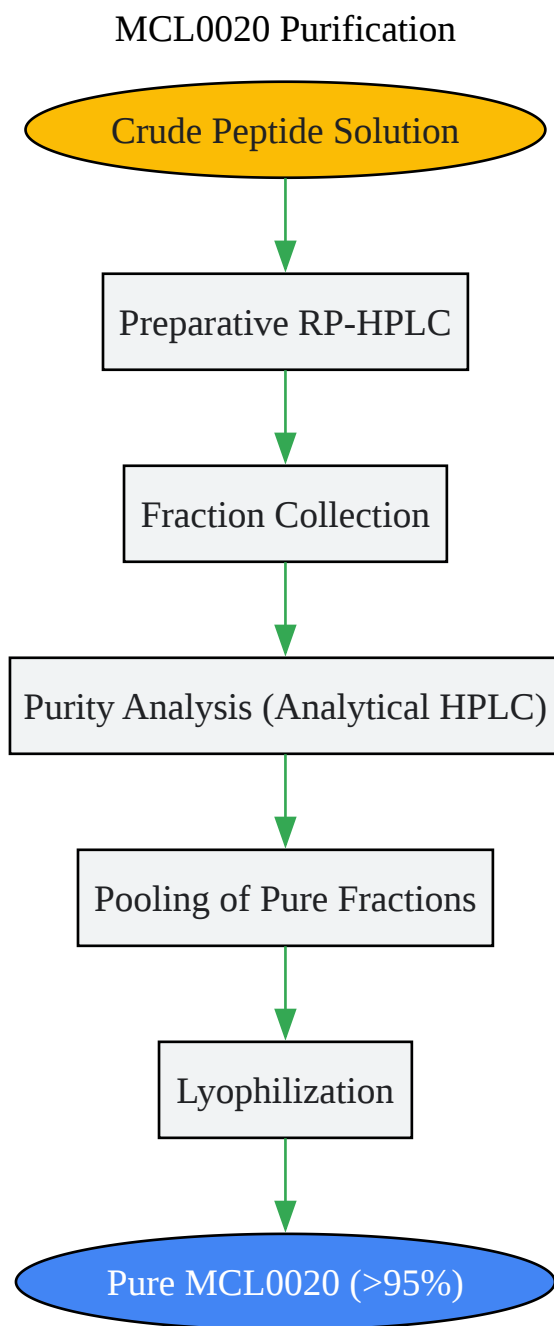 MCL0020 Purification
Crude Peptide Solution
Preparative RP-HPLC
Fraction Collection
Purity Analysis (Analytical HPLC)
Pooling of Pure Fractions
Lyophilization
Pure MCL0020 (>95%)